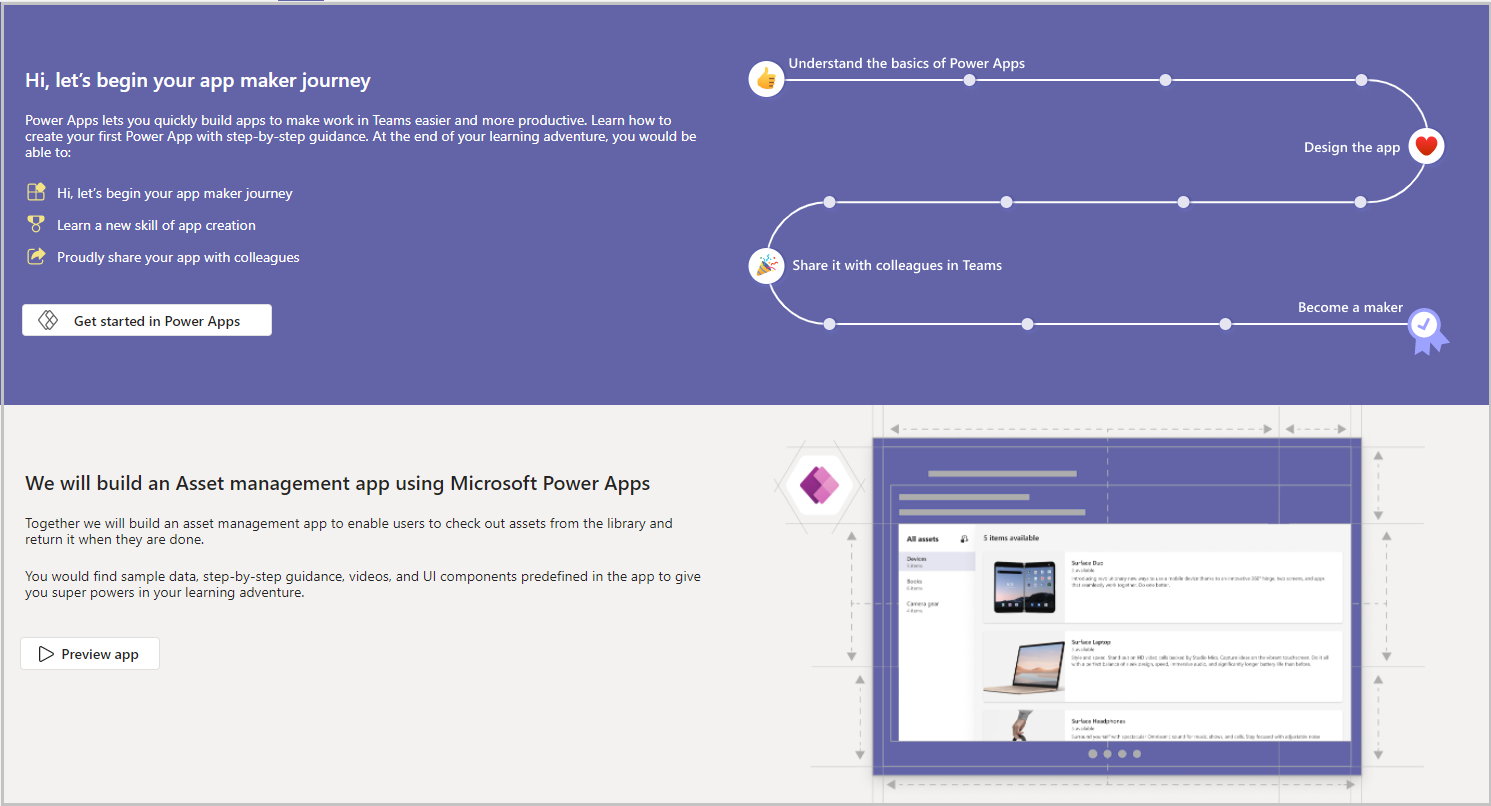 Hi, let's begin your app maker journey
Power Apps lets you quickly build apps to make work in Teams easier and more productive. Learn how to
create your first Power App with step-by-step guidance. At the end of your learning adventure, you would be
able to:
Hi, let's begin your app maker journey
Learn a new skill of app creation
Proudly share your app with colleagues
Get started in Power Apps
Understand the basics of Power Apps
Design the app
Share it with colleagues in Teams
Become a maker
We will build an Asset management app using Microsoft Power Apps
Together we will build an asset management app to enable users to check out assets from the library and
return it when they are done.
You would find sample data, step-by-step guidance, videos, and UI components predefined in the app to give
you super powers in your learning adventure.
Preview app
All assets
5 items available
Devices
Books
Camera gear
Surface Duo
Surface Laptop
Surface Headphones